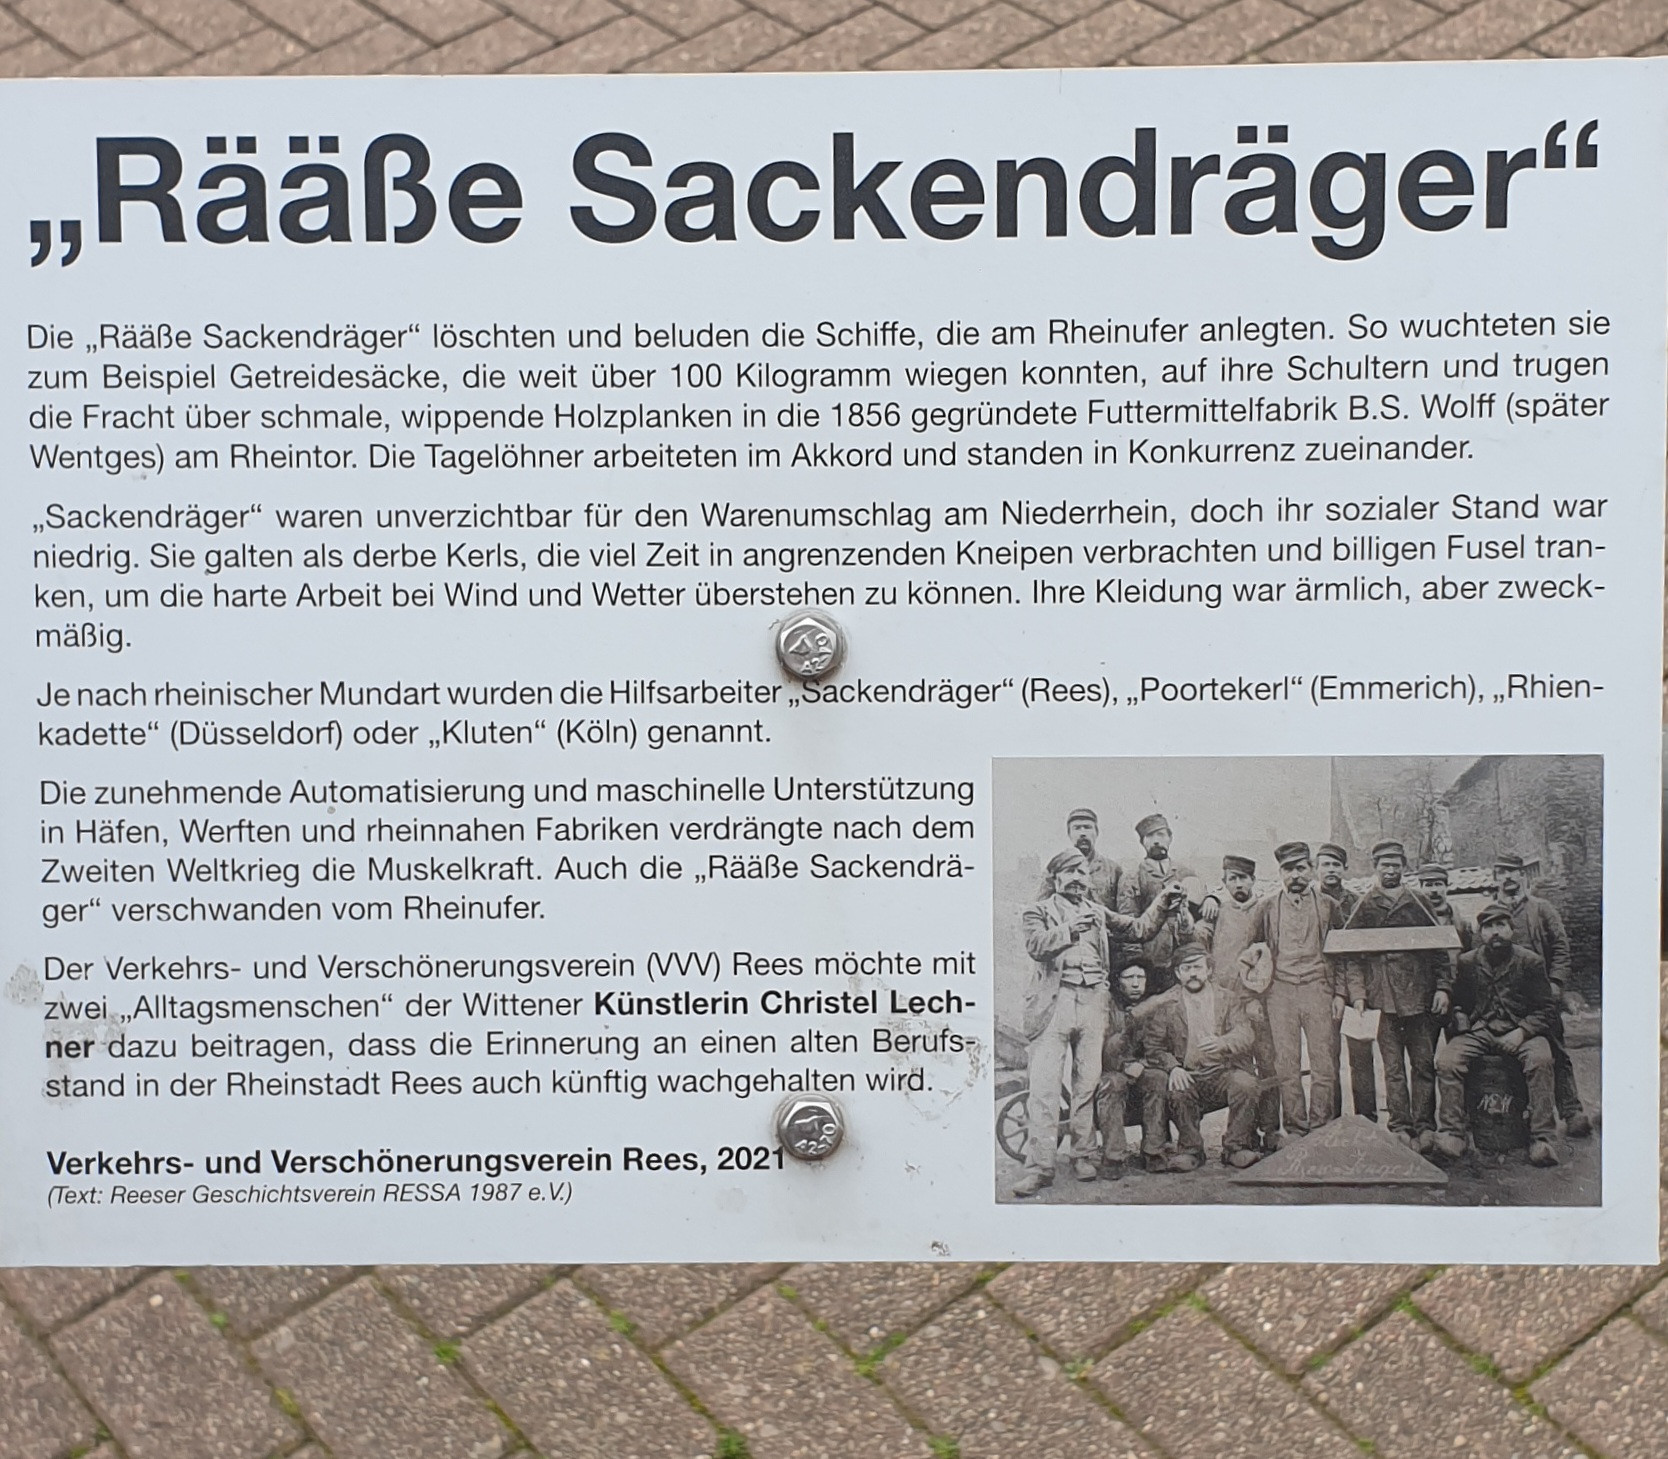 „Rääße Sackendräger“
Die „Rääße Sackendräger“ löschten und beluden die Schiffe, die am Rheinufer anlegten. So wuchteten sie
zum Beispiel Getreidesäcke, die weit über 100 Kilogramm wiegen konnten, auf ihre Schultern und trugen
die Fracht über schmale, wippende Holzplanken in die 1856 gegründete Futtermittelfabrik B.S. Wolff (später
Wentges) am Rheintor. Die Tagelöhner arbeiteten im Akkord und standen in Konkurrenz zueinander.
„Sackendräger“ waren unverzichtbar für den Warenumschlag am Niederrhein, doch ihr sozialer Stand war
niedrig. Sie galten als derbe Kerls, die viel Zeit in angrenzenden Kneipen verbrachten und billigen Fusel tran-
ken, um die harte Arbeit bei Wind und Wetter überstehen zu können. Ihre Kleidung war ärmlich, aber zweck-
mäßig.
Je nach rheinischer Mundart wurden die Hilfsarbeiter „Sackendräger“ (Rees), „Poortekerl“ (Emmerich), „Rhien-
kadette“ (Düsseldorf) oder „Kluten“ (Köln) genannt.
Die zunehmende Automatisierung und maschinelle Unterstützung
in Häfen, Werften und rheinnahen Fabriken verdrängte nach dem
Zweiten Weltkrieg die Muskelkraft. Auch die „Rääße Sackendrä-
ger“ verschwanden vom Rheinufer.
Der Verkehrs- und Verschönerungsverein (VVV) Rees möchte mit
zwei „Alltagsmenschen“ der Wittener Künstlerin Christel Lech-
ner dazu beitragen, dass die Erinnerung an einen alten Berufs-
stand in der Rheinstadt Rees auch künftig wachgehalten wird.
Verkehrs- und Verschönerungsverein Rees, 2021
(Text: Reeser Geschichtsverein RESSA 1987 e.V.)